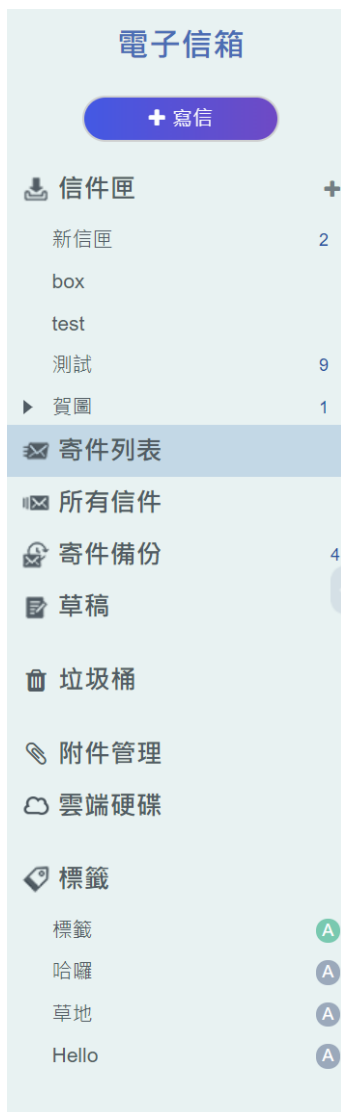 電子信箱
寫信
信件匣
新信匣 2
box
test
測試 9
賀圖 1
寄件列表
所有信件
寄件備份 4
草稿
垃圾桶
附件管理
雲端硬碟
標籤
標籤 A
哈囉 A
草地 A
Hello A